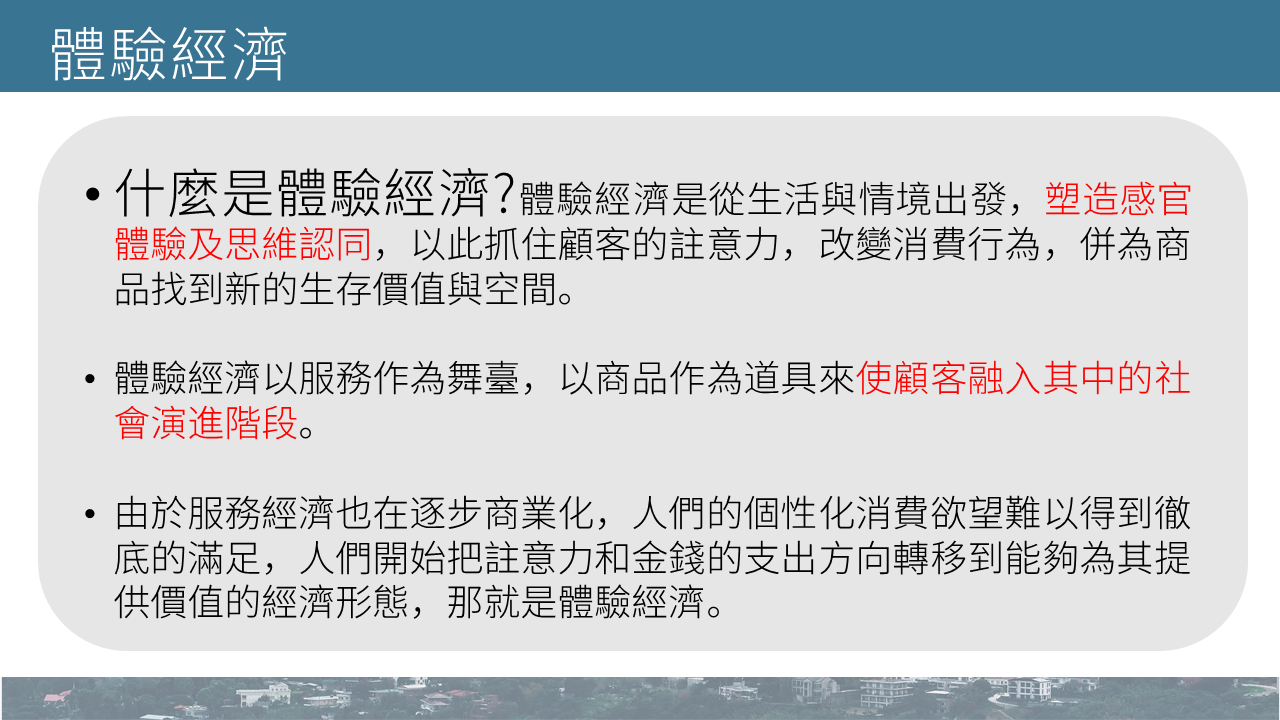 體驗經濟
• 什麼是體驗經濟?體驗經濟是從生活與情境出發，塑造感官
體驗及思維認同，以此抓住顧客的註意力，改變消費行為，併為商
品找到新的生存價值與空間。
• 體驗經濟以服務作為舞臺，以商品作為道具來使顧客融入其中的社
會演進階段。
• 由於服務經濟也在逐步商業化，人們的個性化消費欲望難以得到徹
底的滿足，人們開始把註意力和金錢的支出方向轉移到能夠為其提
供價值的經濟形態，那就是體驗經濟。